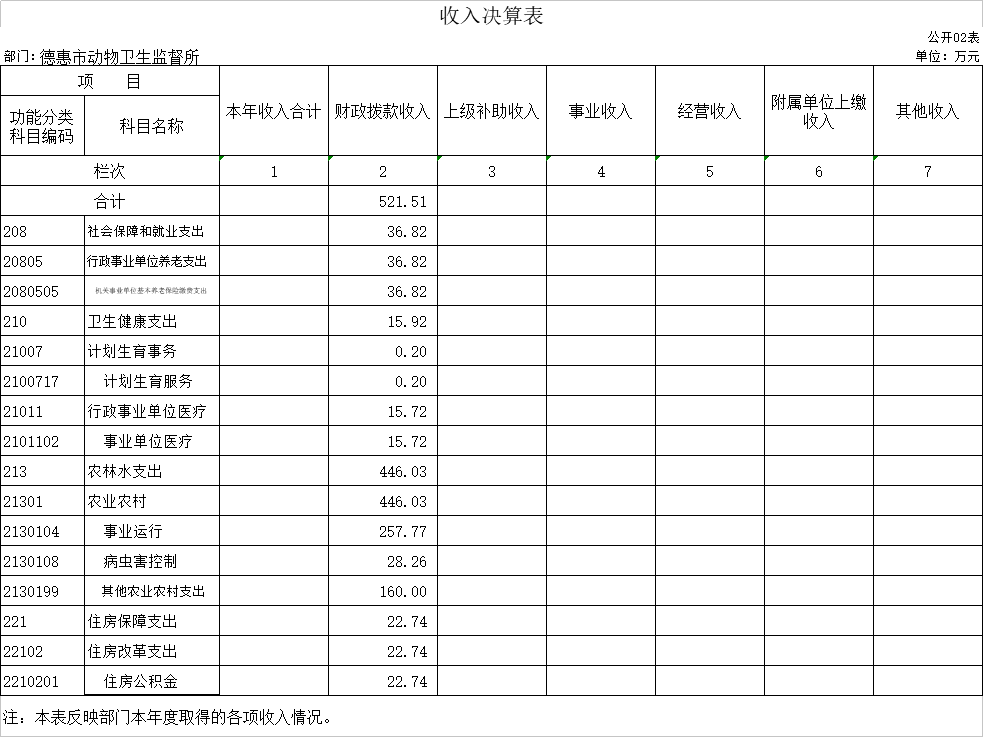 收入决算表
公开02表
部门：德惠市动物卫生监督所
单位：万元
项 目
功能分类科目编码
科目名称
本年收入合计
财政拨款收入
上级补助收入
事业收入
经营收入
附属单位上缴收入
其他收入
栏次 1 2 3 4 5 6 7
合计 521.51
208 社会保障和就业支出 36.82
20805 行政事业单位养老支出 36.82
2080505 机关事业单位基本养老保险缴费支出 36.82
210 卫生健康支出 15.92
21007 计划生育事务 0.20
2100717 计划生育服务 0.20
21011 行政事业单位医疗 15.72
2101102 事业单位医疗 15.72
213 农林水支出 446.03
21301 农业农村 446.03
2130104 事业运行 257.77
2130108 病虫害控制 28.26
2130199 其他农业农村支出 160.00
221 住房保障支出 22.74
22102 住房改革支出 22.74
2210201 住房公积金 22.74
注：本表反映部门本年度取得的各项收入情况。